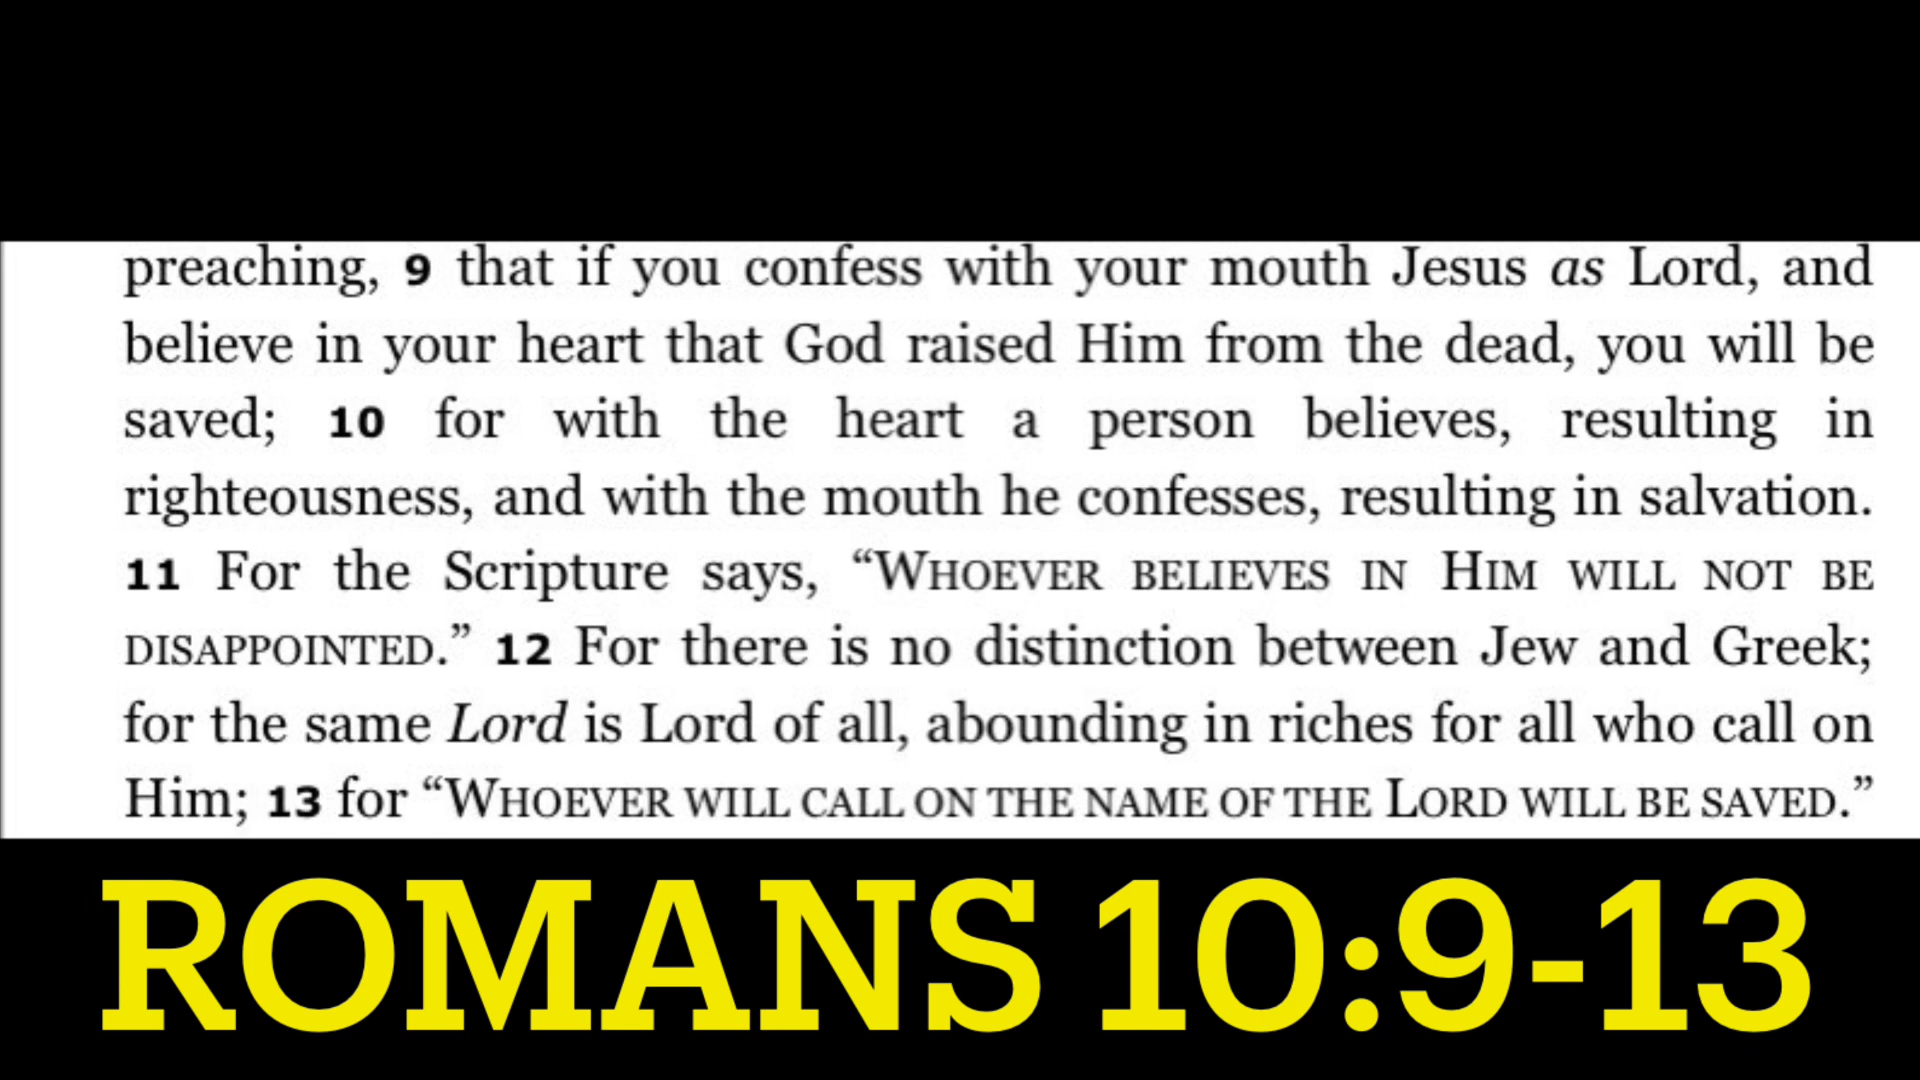 preaching, 9 that if you confess with your mouth Jesus as Lord, and
believe in your heart that God raised Him from the dead, you will be
saved; 10 for with the heart a person believes, resulting in
righteousness, and with the mouth he confesses, resulting in salvation.
11 For the Scripture says, “WHOEVER BELIEVES IN HIM WILL NOT BE
DISAPPOINTED.” 12 For there is no distinction between Jew and Greek;
for the same Lord is Lord of all, abounding in riches for all who call on
Him; 13 for “WHOEVER WILL CALL ON THE NAME OF THE LORD WILL BE SAVED.”
ROMANS 10:9-13